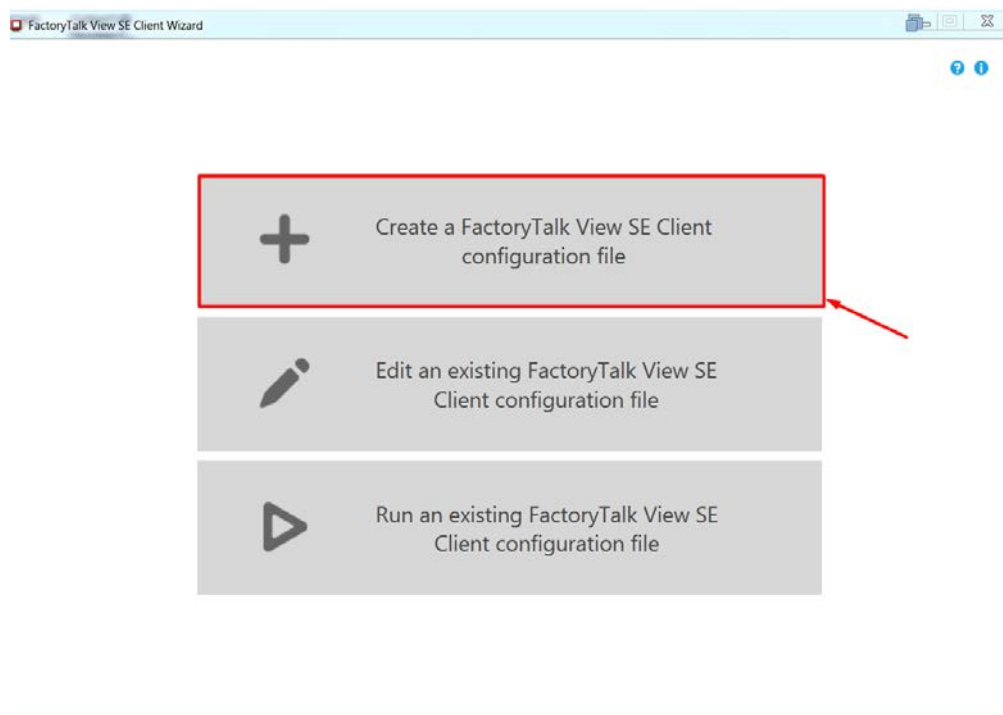 FactoryTalk View SE Client Wizard
Create a FactoryTalk View SE Client
configuration file
Edit an existing FactoryTalk View SE
Client configuration file
Run an existing FactoryTalk View SE
Client configuration file